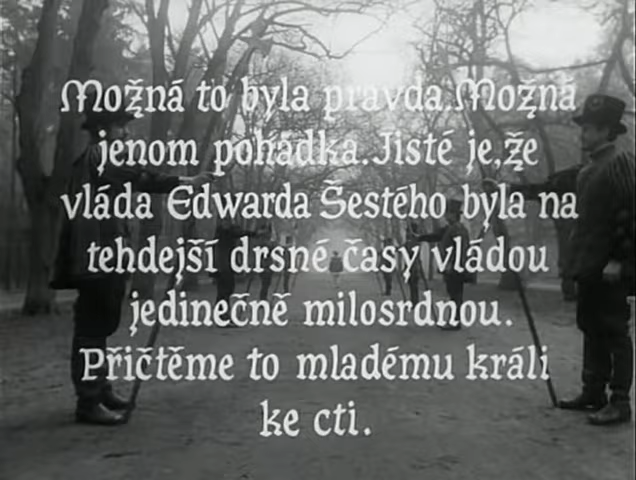 Možná to byla pravda. Možná
jenom pohádka. Jisté je, že
vláda Edwarda Šestého byla na
tehdejší drsné časy vládou
jedinečně milosrdnou.
Přičtěme to mladému králi
ke cti.